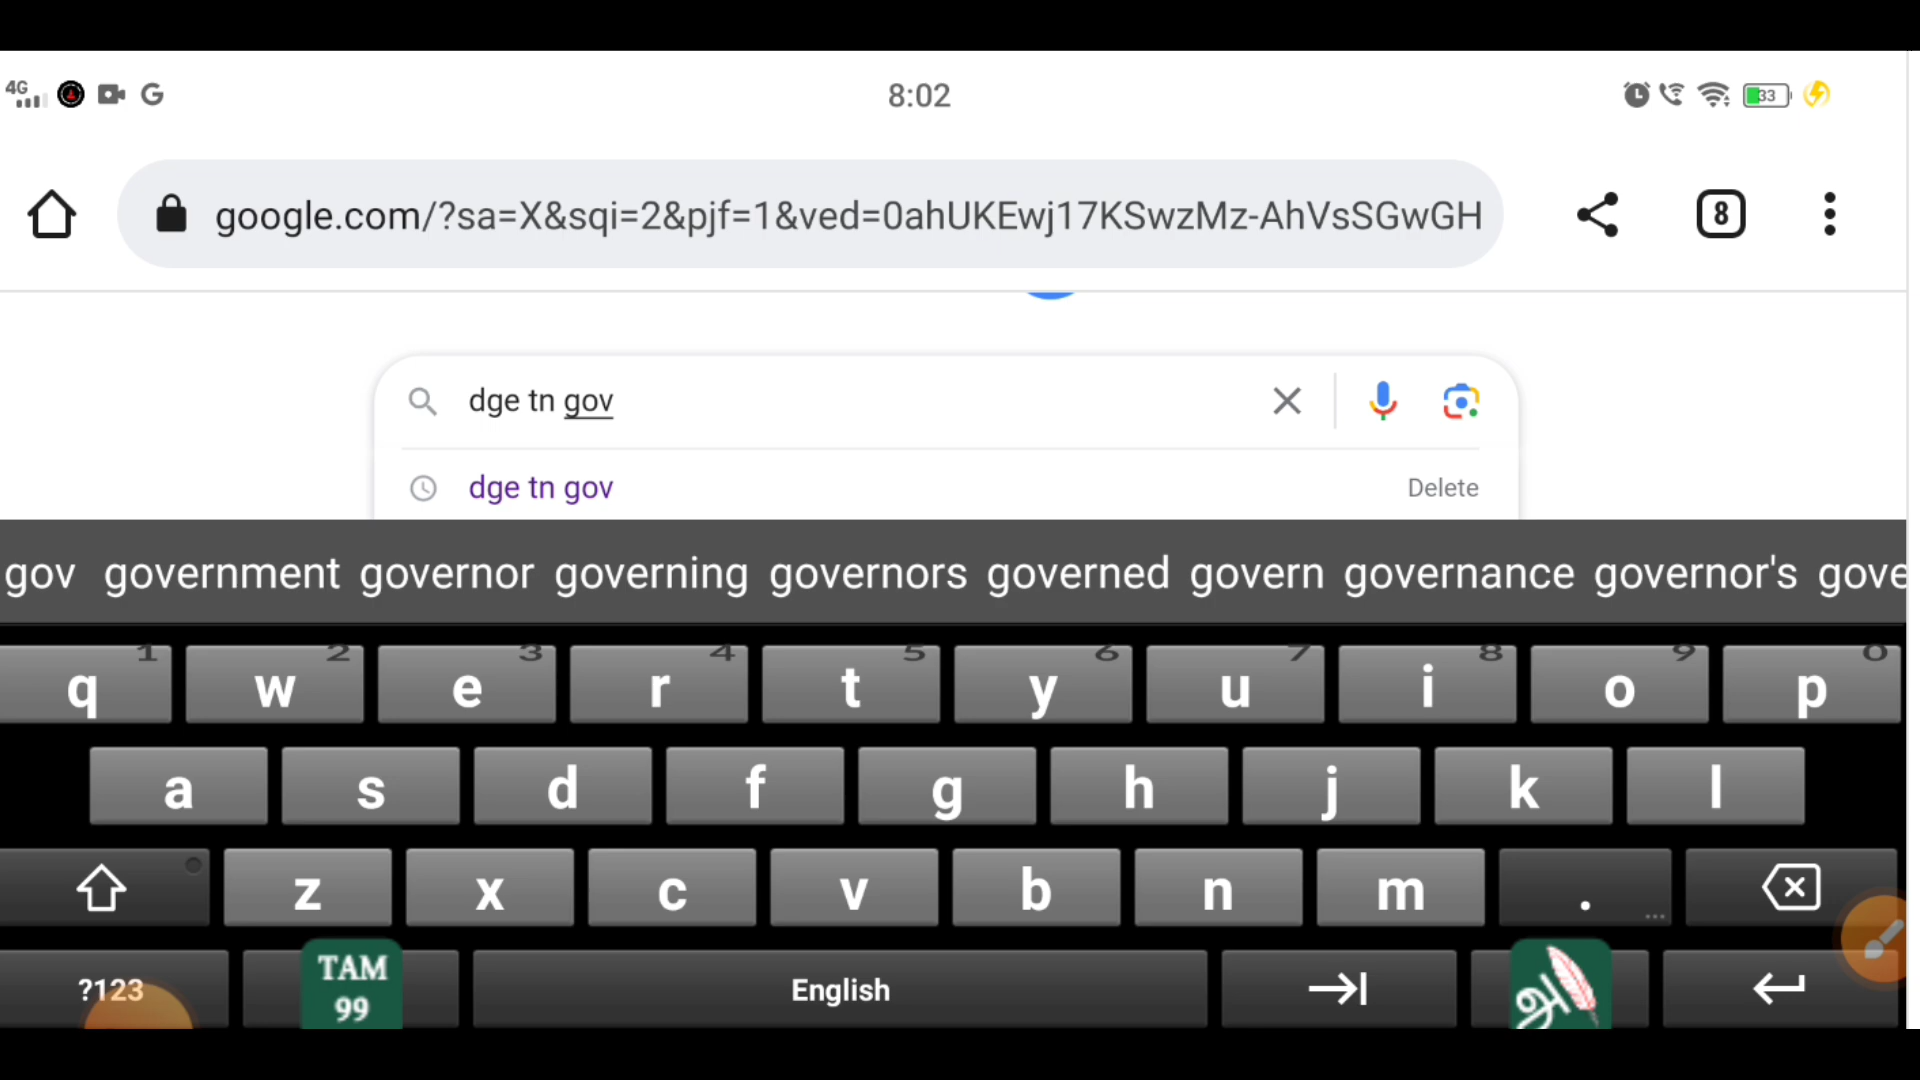 4G G 8:02 33
google.com/?sa=X&sqi=2&pjf=1&ved=0ahUKEwj17KSwzMz-AhVsSGwGH
8
dge tn gov
dge tn gov Delete
gov government governor governing governors governed govern governance governor's gove
1 2 3 4 5 6 7 8 9 0
q w e r t y u i o p
a s d f g h j k l
z x c v b n m . ...
?123 TAM 99 English அ